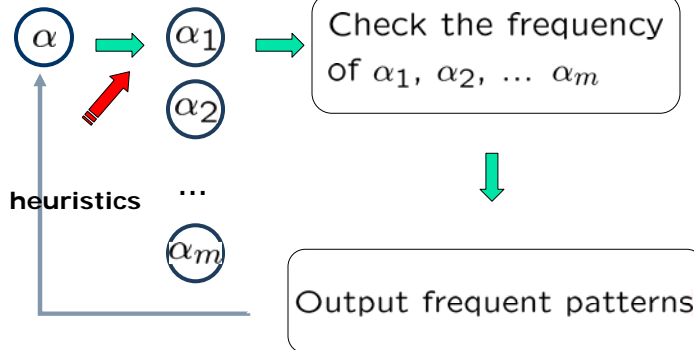 α
α₁
Check the frequency
of α₁, α₂, ... αₘ
α₂
heuristics
...
αₘ
Output frequent patterns